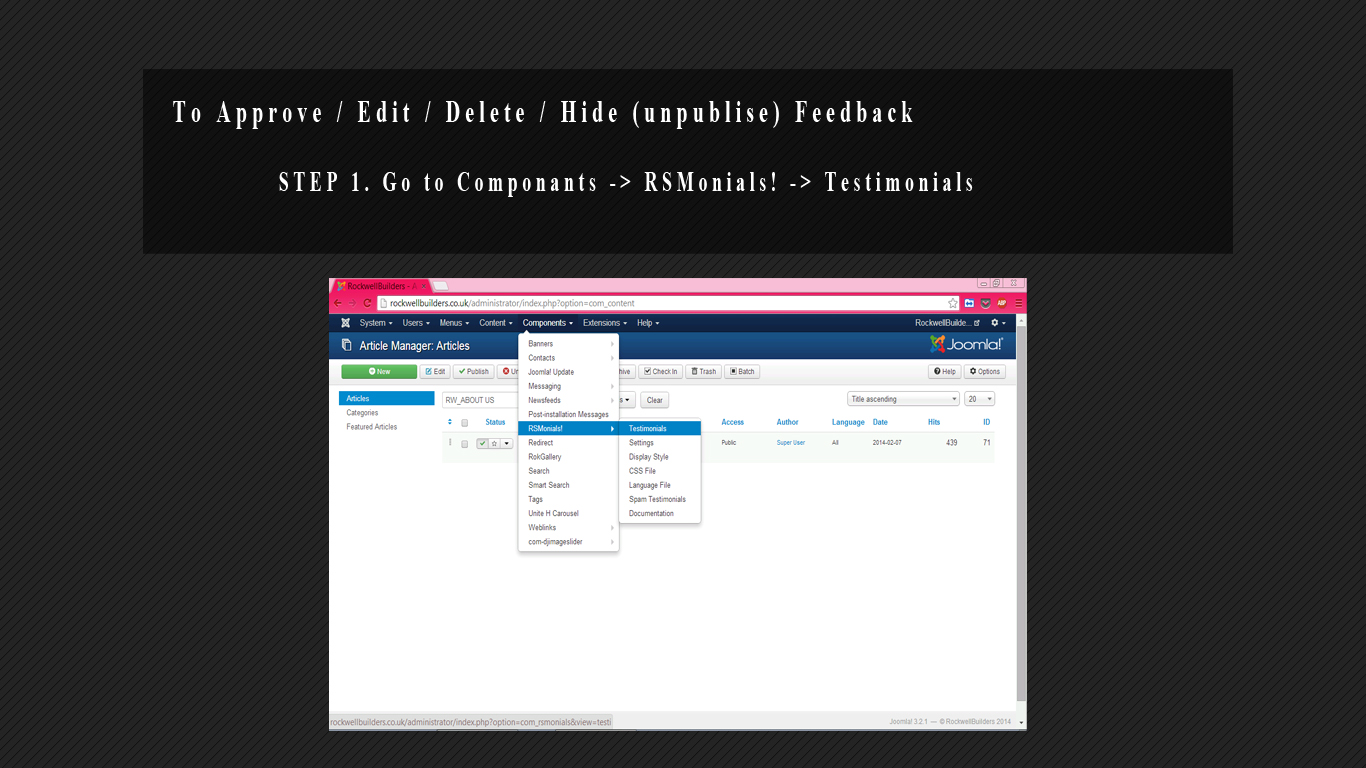 To Approve / Edit / Delete / Hide (unpublise) Feedback
STEP 1. Go to Componants -> RSMonials! -> Testimonials
RockwellBuilders - A
rockwellbuilders.co.uk/administrator/index.php?option=com_content
ABP
System Users Menus Content Components Extensions Help RockwellBuilde...
Article Manager: Articles
Joomla!
New Edit Publish Un hive Check In Trash Batch Help Options
Articles
Categories
Featured Articles
RW_ABOUT US s Clear Title ascending 20
Status Access Author Language Date Hits ID
Public Super User All 2014-02-07 439 71
Banners
Contacts
Joomla! Update
Messaging
Newsfeeds
Post-installation Messages
RSMonials!
Redirect
RokGallery
Search
Smart Search
Tags
Unite H Carousel
Weblinks
com-djimageslider
Testimonials
Settings
Display Style
CSS File
Language File
Spam Testimonials
Documentation
rockwellbuilders.co.uk/administrator/index.php?option=com_rsmonials&view=testi
Joomla! 3.2.1 — © RockwellBuilders 2014